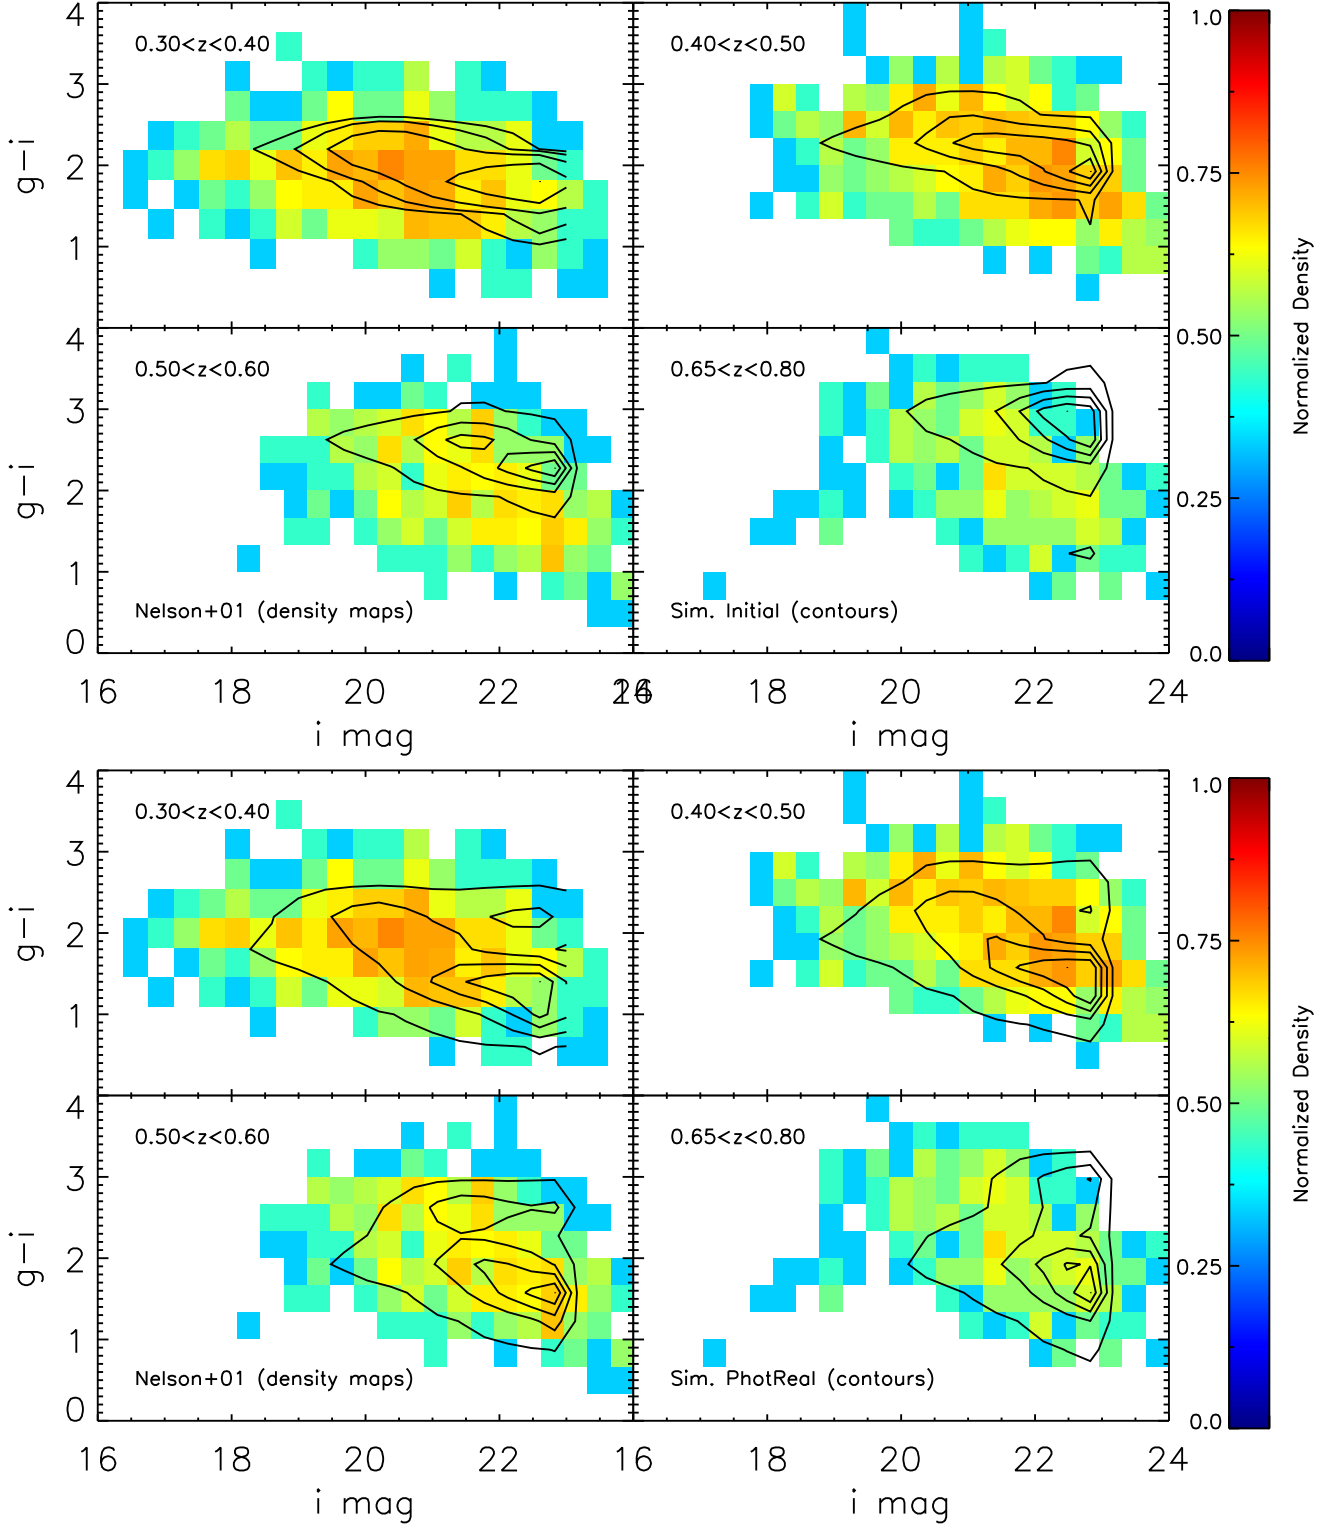 4 0.30<z<0.40 0.40<z<0.50 1.0
3
g−i 2 0.75
1
4 0.50<z<0.60 0.65<z<0.80 0.50 Normalized Density
3
g−i 2 0.25
1
Nelson+01 (density maps) Sim. Initial (contours)
0 0.0
16 18 20 22 24 16 18 20 22 24
i mag i mag
4 0.30<z<0.40 0.40<z<0.50 1.0
3
g−i 2 0.75
1
4 0.50<z<0.60 0.65<z<0.80 0.50 Normalized Density
3
g−i 2 0.25
1
Nelson+01 (density maps) Sim. PhotReal (contours)
0 0.0
16 18 20 22 16 18 20 22 24
i mag i mag